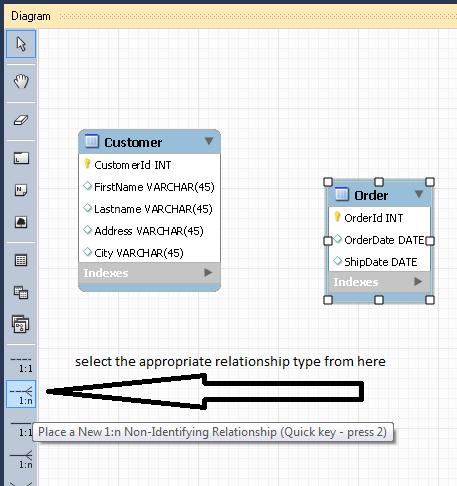 Diagram
Customer
CustomerId INT
FirstName VARCHAR(45)
Lastname VARCHAR(45)
Address VARCHAR(45)
City VARCHAR(45)
Indexes
Order
OrderId INT
OrderDate DATE
ShipDate DATE
Indexes
select the appropriate relationship type from here
1:1
1:n
Place a New 1:n Non-Identifying Relationship (Quick key - press 2)
1:1
1:n